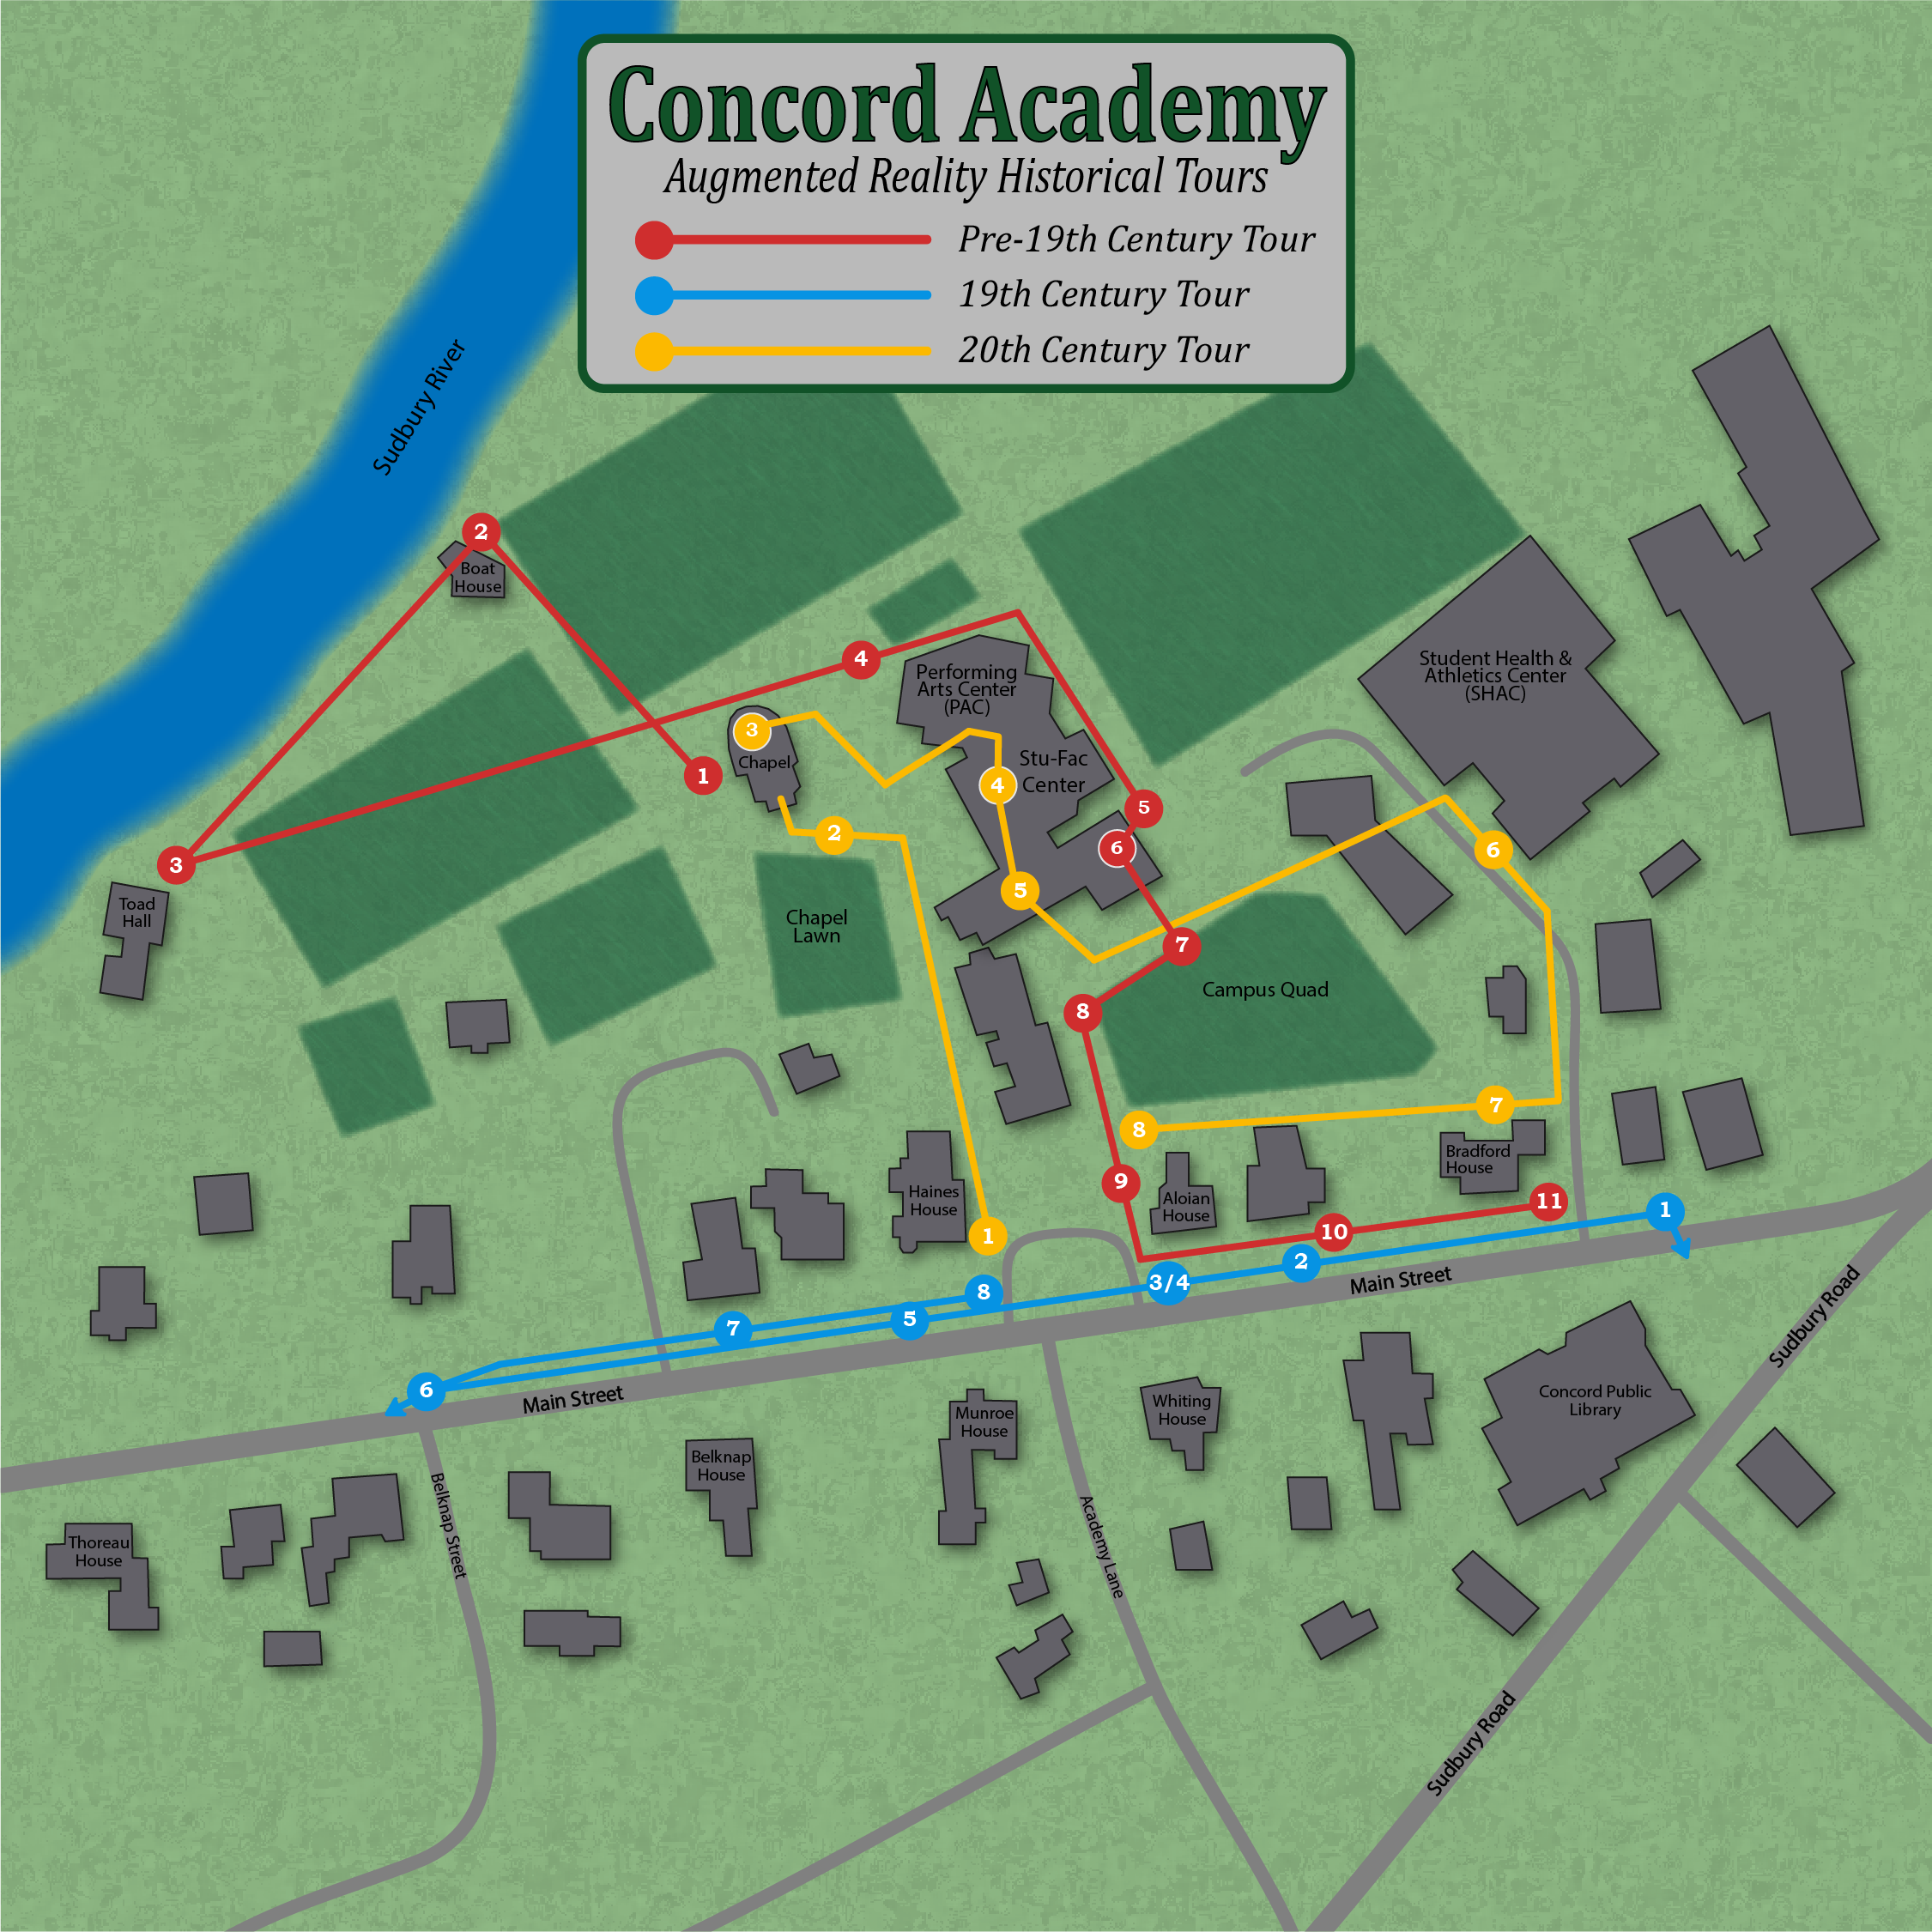 Concord Academy
Augmented Reality Historical Tours
Pre-19th Century Tour
19th Century Tour
20th Century Tour
Sudbury River
2
Boat
House
4
Performing
Arts Center
(PAC)
Student Health &
Athletics Center
(SHAC)
3
Chapel
1
Stu-Fac
Center
4
5
6
6
2
3
5
Toad
Hall
Chapel
Lawn
7
Campus Quad
8
7
8
Bradford
House
9
Haines
House
Aloian
House
11
1
1
10
2
3/4
8
5
7
Main Street
6
Main Street
Sudbury Road
Concord Public
Library
Whiting
House
Munroe
House
Belknap
House
Belknap Street
Thoreau
House
Academy Lane
Sudbury Road